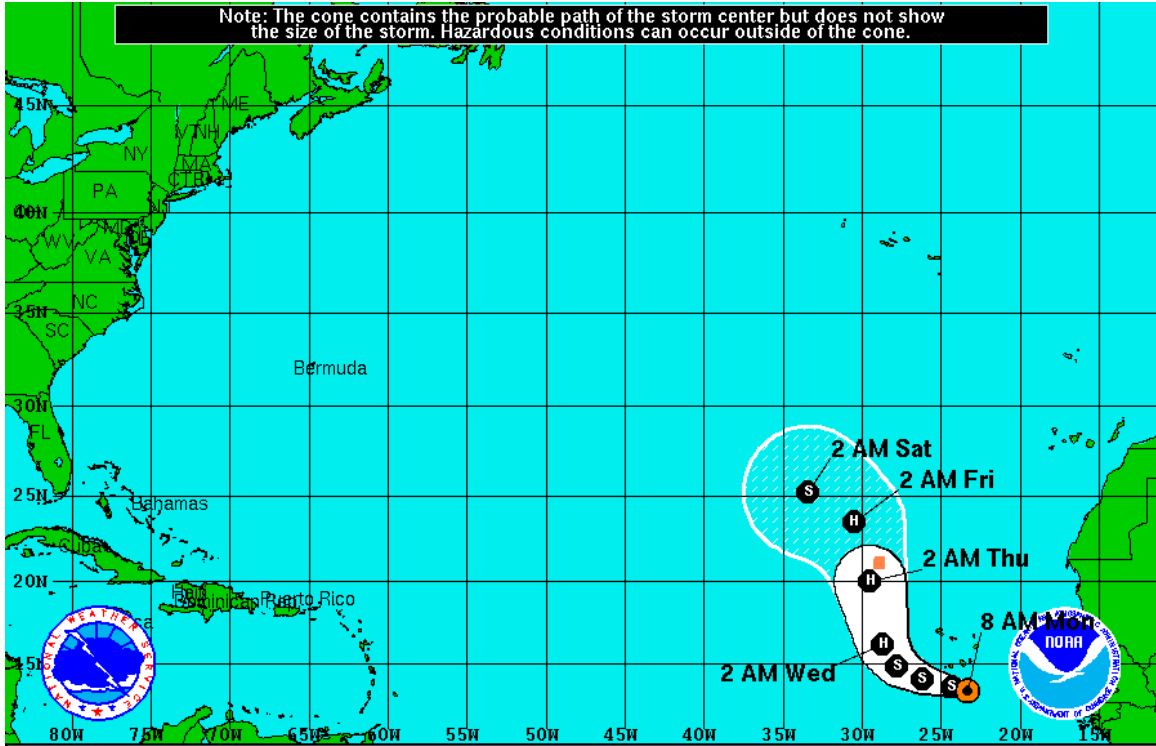 Note: The cone contains the probable path of the storm center but does not show
the size of the storm. Hazardous conditions can occur outside of the cone.
45N
ME
VT NH
NY
MA
PA
40N
WV
VA
NC
35N
SC
Bermuda
30N
FL
2 AM Sat
2 AM Fri
25N
Bahamas
Cuba
2 AM Thu
20N
Puerto Rico
8 AM Mon
NOAA
15N
2 AM Wed
S
H
H
H
S
S
S
NATIONAL WEATHER SERVICE
80W 75W 70W 65W 60W 55W 50W 45W 40W 35W 30W 25W 20W 15W